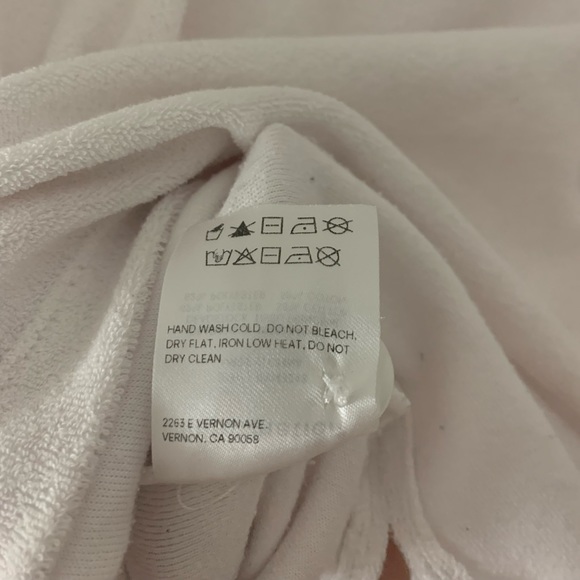 HAND WASH COLD, DO NOT BLEACH,
DRY FLAT, IRON LOW HEAT, DO NOT
DRY CLEAN
2263 E VERNON AVE.
VERNON, CA 90058